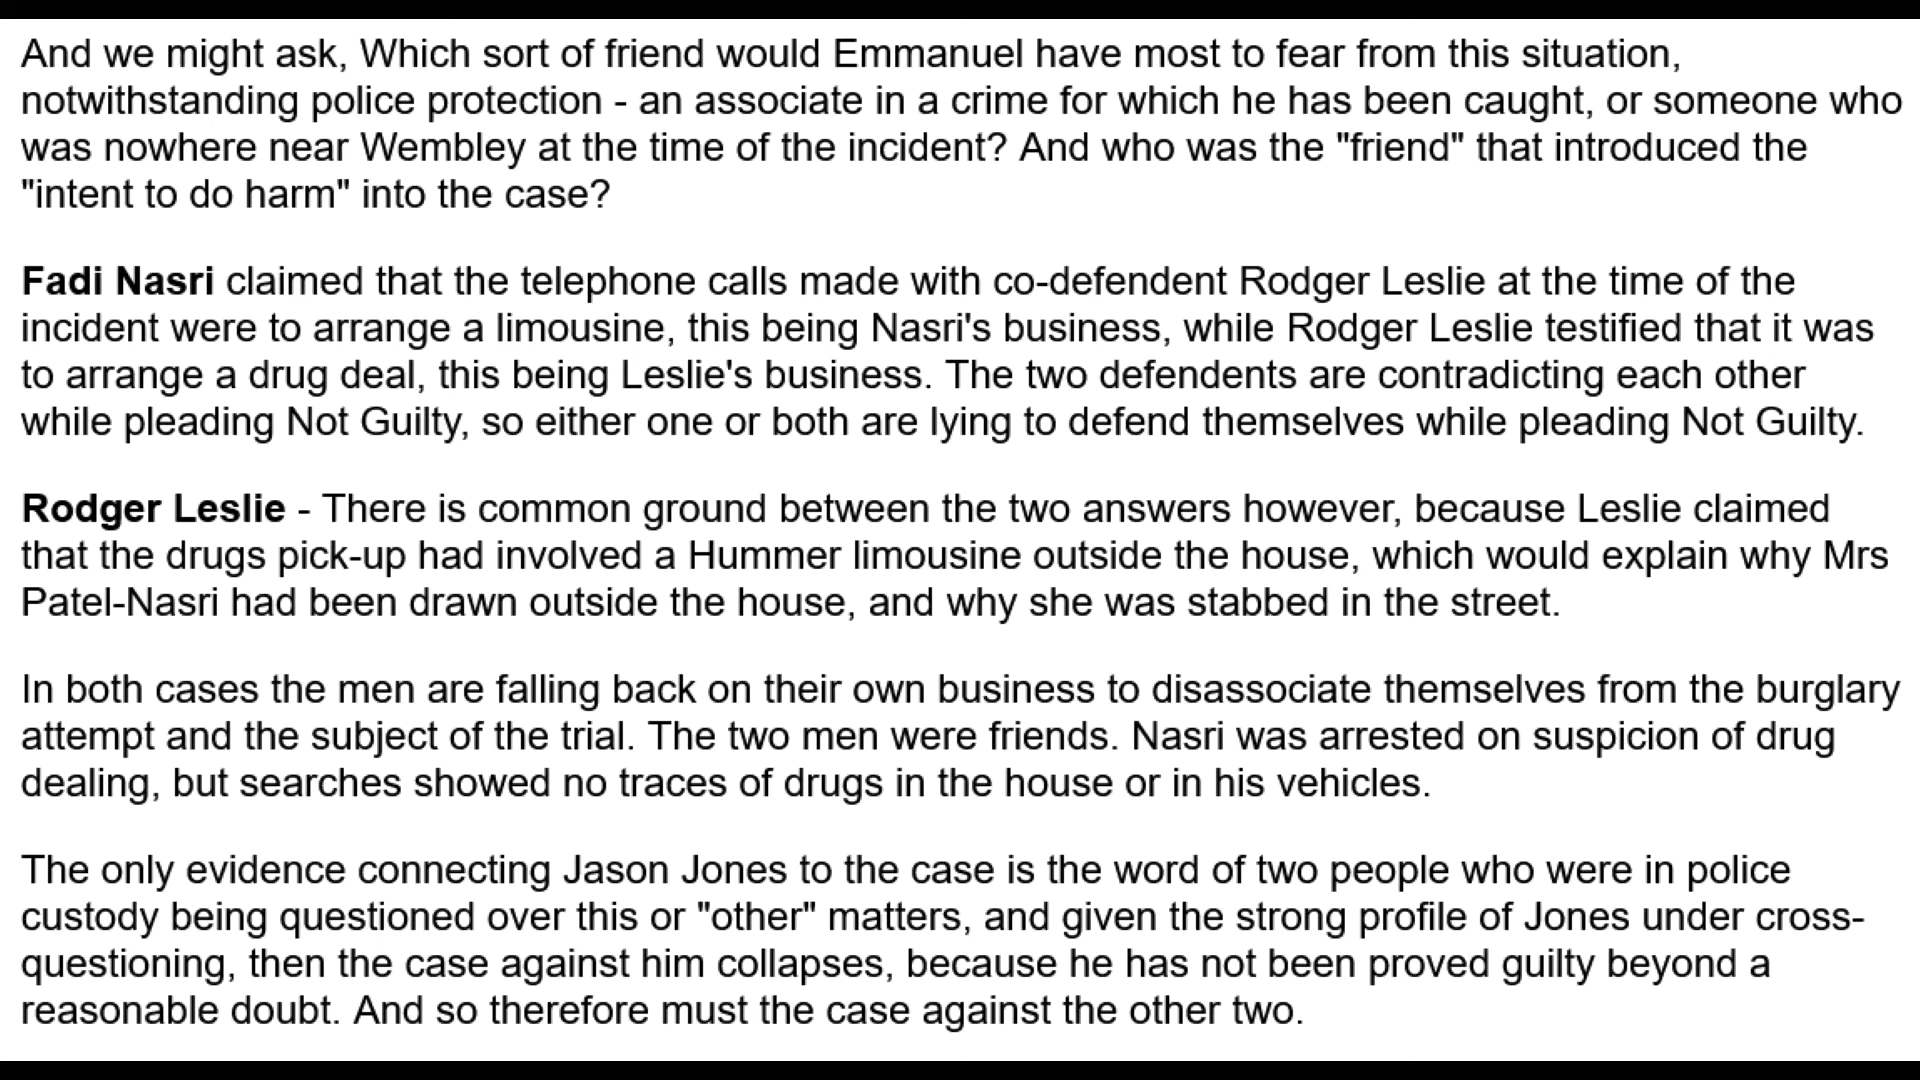 And we might ask, Which sort of friend would Emmanuel have most to fear from this situation,
notwithstanding police protection - an associate in a crime for which he has been caught, or someone who
was nowhere near Wembley at the time of the incident? And who was the "friend" that introduced the
"intent to do harm" into the case?
Fadi Nasri claimed that the telephone calls made with co-defendent Rodger Leslie at the time of the
incident were to arrange a limousine, this being Nasri's business, while Rodger Leslie testified that it was
to arrange a drug deal, this being Leslie's business. The two defendents are contradicting each other
while pleading Not Guilty, so either one or both are lying to defend themselves while pleading Not Guilty.
Rodger Leslie - There is common ground between the two answers however, because Leslie claimed
that the drugs pick-up had involved a Hummer limousine outside the house, which would explain why Mrs
Patel-Nasri had been drawn outside the house, and why she was stabbed in the street.
In both cases the men are falling back on their own business to disassociate themselves from the burglary
attempt and the subject of the trial. The two men were friends. Nasri was arrested on suspicion of drug
dealing, but searches showed no traces of drugs in the house or in his vehicles.
The only evidence connecting Jason Jones to the case is the word of two people who were in police
custody being questioned over this or "other" matters, and given the strong profile of Jones under cross-
questioning, then the case against him collapses, because he has not been proved guilty beyond a
reasonable doubt. And so therefore must the case against the other two.